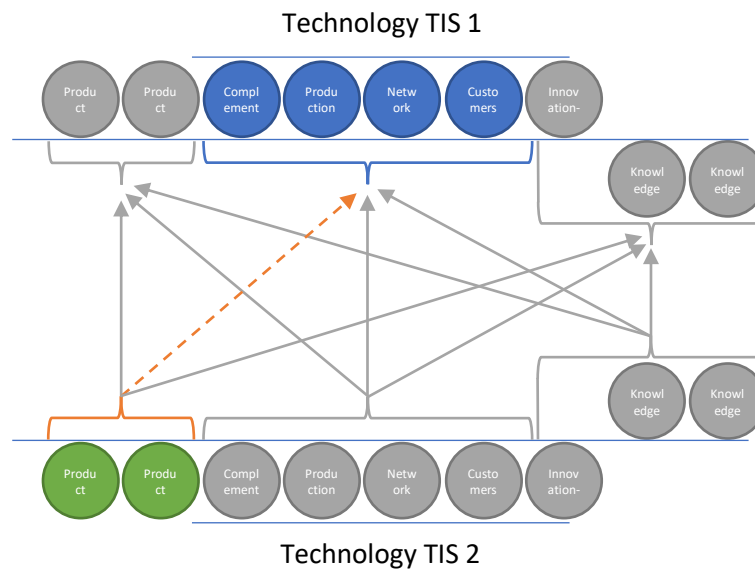 Technology TIS 1
Produ
ct
Produ
ct
Compl
ement
Produ
ction
Netw
ork
Custo
mers
Innov
ation-
Knowl
edge
Knowl
edge
Knowl
edge
Knowl
edge
Produ
ct
Produ
ct
Compl
ement
Produ
ction
Netw
ork
Custo
mers
Innov
ation-
Technology TIS 2